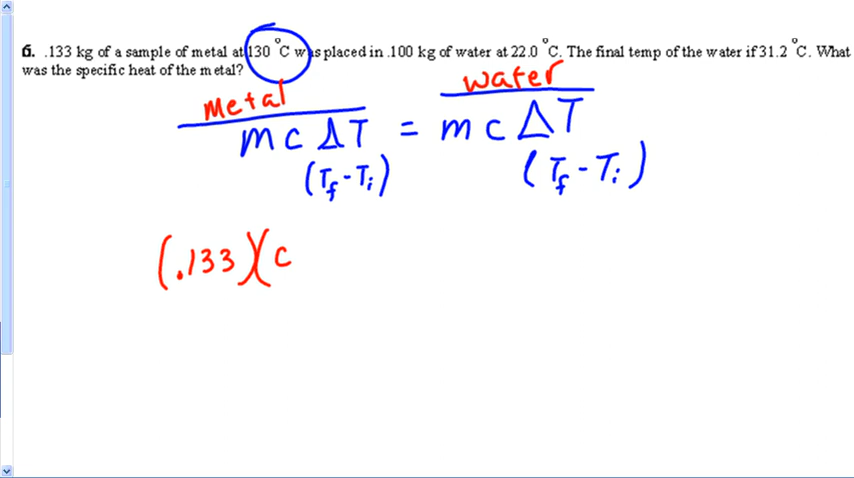 6. .133 kg of a sample of metal at 130 °C was placed in .100 kg of water at 22.0 °C. The final temp of the water if 31.2 °C. What
was the specific heat of the metal?
metal water
m c ΔT = m c ΔT
(Tf - Ti) (Tf - Ti)
(.133)(c